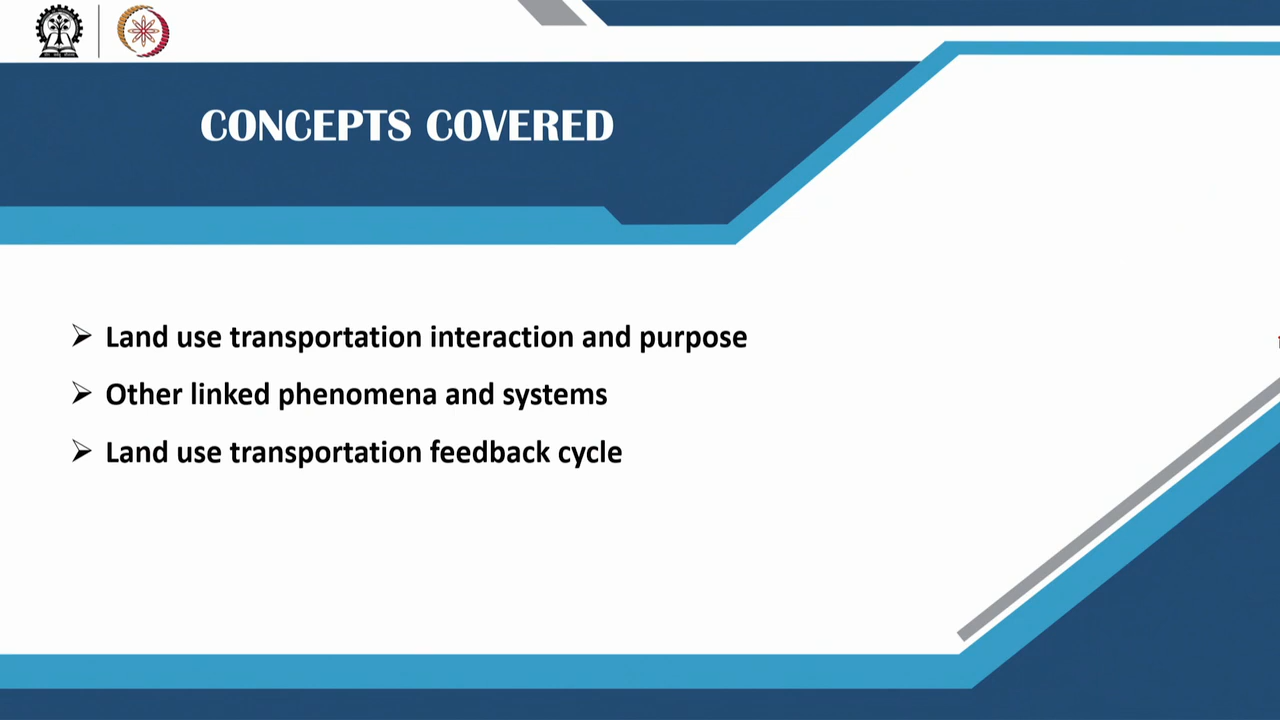 CONCEPTS COVERED
➢ Land use transportation interaction and purpose
➢ Other linked phenomena and systems
➢ Land use transportation feedback cycle